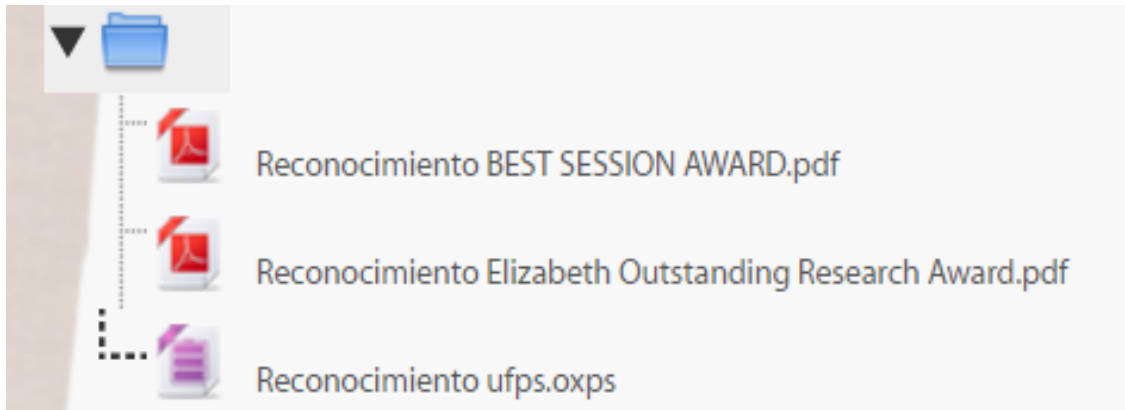 Reconocimiento BEST SESSION AWARD.pdf
Reconocimiento Elizabeth Outstanding Research Award.pdf
Reconocimiento ufps.oxps